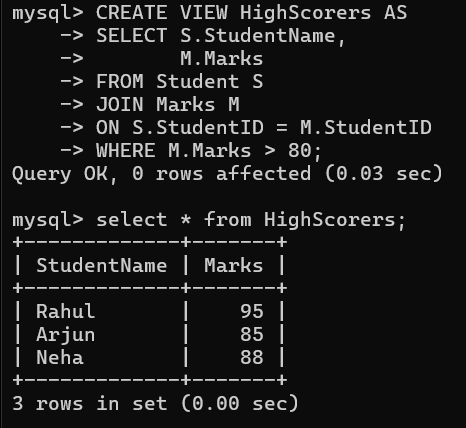 mysql> CREATE VIEW HighScorers AS
    -> SELECT S.StudentName,
    ->        M.Marks
    -> FROM Student S
    -> JOIN Marks M
    -> ON S.StudentID = M.StudentID
    -> WHERE M.Marks > 80;
Query OK, 0 rows affected (0.03 sec)

mysql> select * from HighScorers;
+-------------+-------+
| StudentName | Marks |
+-------------+-------+
| Rahul       |    95 |
| Arjun       |    85 |
| Neha        |    88 |
+-------------+-------+
3 rows in set (0.00 sec)